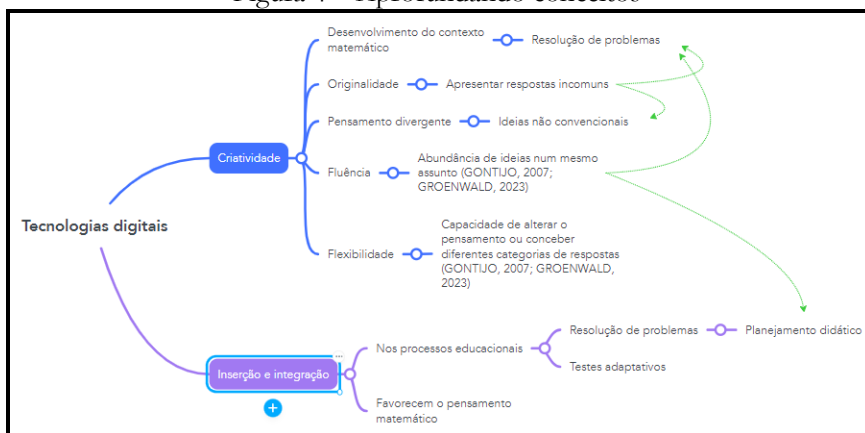 Desenvolvimento do contexto
matemático
Resolução de problemas
Originalidade
Apresentar respostas incomuns
Pensamento divergente
Ideias não convencionais
Criatividade
Fluência
Abundância de ideias num mesmo
assunto (GONTIJO, 2007;
GROENWALD, 2023)
Tecnologias digitais
Flexibilidade
Capacidade de alterar o
pensamento ou conceber
diferentes categorias de respostas
(GONTIJO, 2007; GROENWALD,
2023)
Inserção e integração
Nos processos educacionais
Resolução de problemas
Planejamento didático
Testes adaptativos
Favorecem o pensamento
matemático